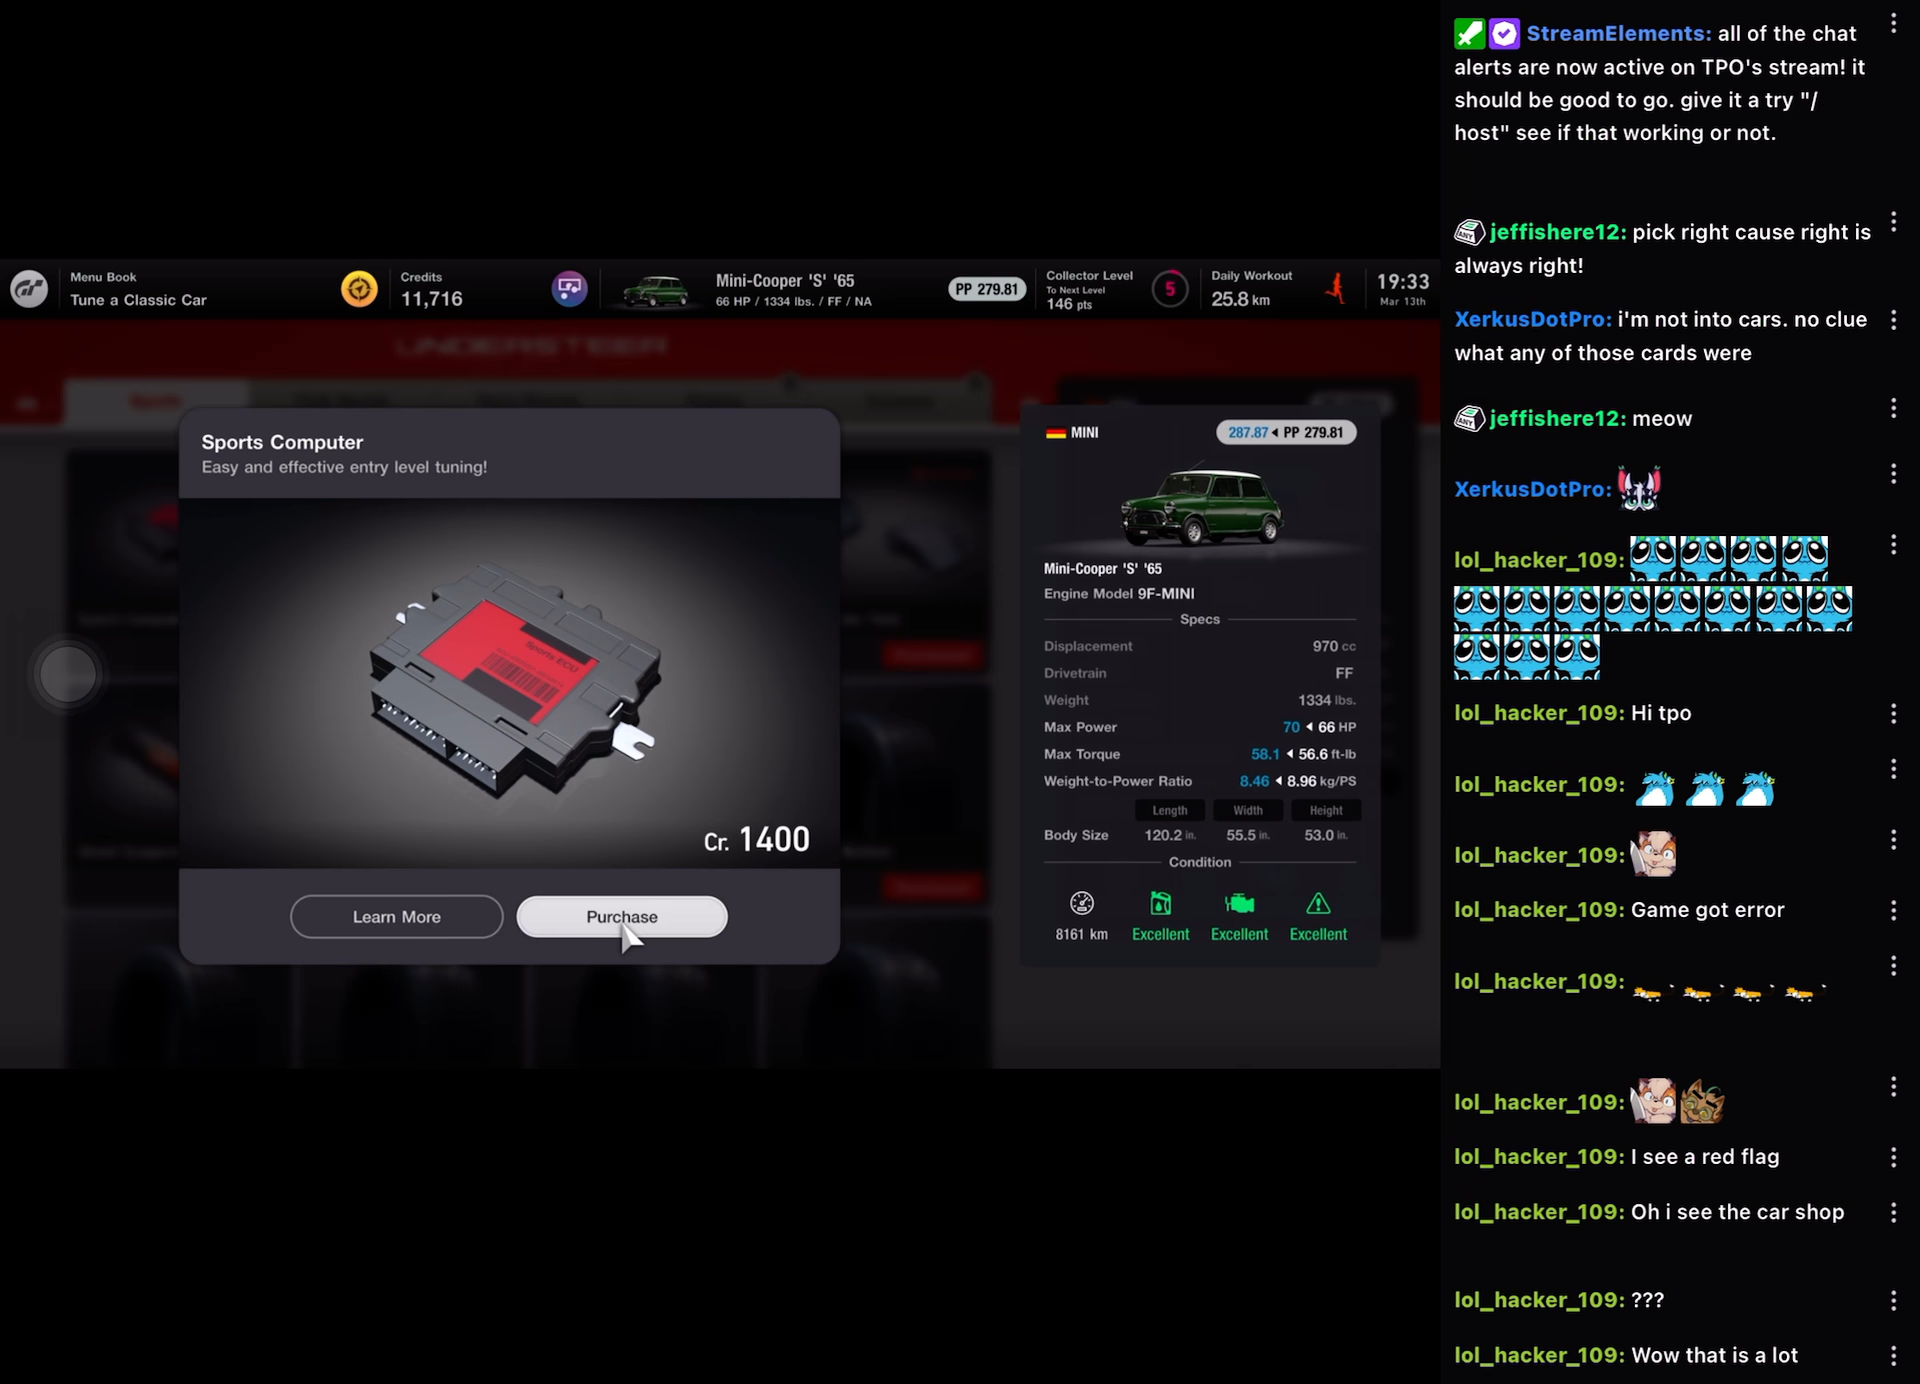 Menu Book
Tune a Classic Car
Credits
11,716
Mini-Cooper 'S' '65
66 HP / 1334 lbs. / FF / NA
PP 279.81
Collector Level
To Next Level
146 pts
5
Daily Workout
25.8 km
19:33
Mar 13th
UNDERSTEER
Sports
Sports Computer
Easy and effective entry level tuning!
Sports ECU
Cr. 1400
Learn More
Purchase
MINI
287.87 ◀ PP 279.81
Mini-Cooper 'S' '65
Engine Model 9F-MINI
Specs
Displacement 970 cc
Drivetrain FF
Weight 1334 lbs.
Max Power 70 ◀ 66 HP
Max Torque 58.1 ◀ 56.6 ft-lb
Weight-to-Power Ratio 8.46 ◀ 8.96 kg/PS
Length Width Height
Body Size 120.2 in. 55.5 in. 53.0 in.
Condition
8161 km Excellent Excellent Excellent
StreamElements: all of the chat
alerts are now active on TPO's stream! it
should be good to go. give it a try "/
host" see if that working or not.
jeffishere12: pick right cause right is
always right!
XerkusDotPro: i'm not into cars. no clue
what any of those cards were
jeffishere12: meow
XerkusDotPro:
lol_hacker_109:
lol_hacker_109: Hi tpo
lol_hacker_109:
lol_hacker_109:
lol_hacker_109: Game got error
lol_hacker_109:
lol_hacker_109:
lol_hacker_109: I see a red flag
lol_hacker_109: Oh i see the car shop
lol_hacker_109: ???
lol_hacker_109: Wow that is a lot